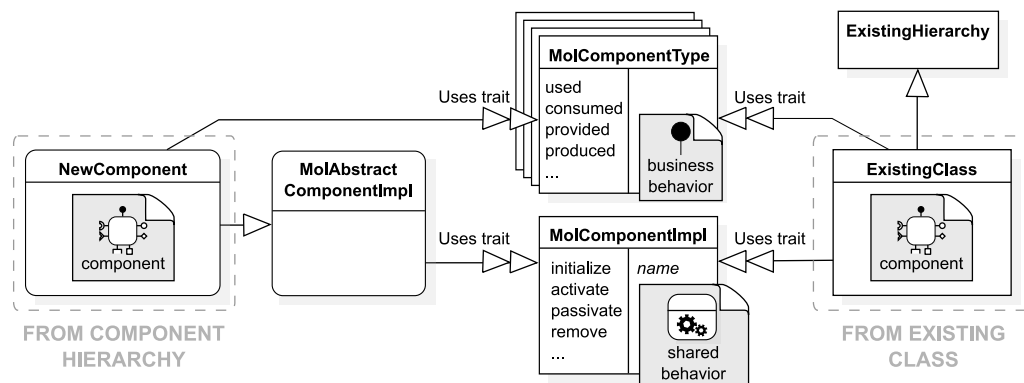 ExistingHierarchy
MolComponentType
used
consumed
provided
produced
...
business
behavior
Uses trait
Uses trait
NewComponent
component
MolAbstract
ComponentImpl
ExistingClass
component
Uses trait
Uses trait
MolComponentImpl
initialize
activate
passivate
remove
...
name
shared
behavior
FROM COMPONENT
HIERARCHY
FROM EXISTING
CLASS